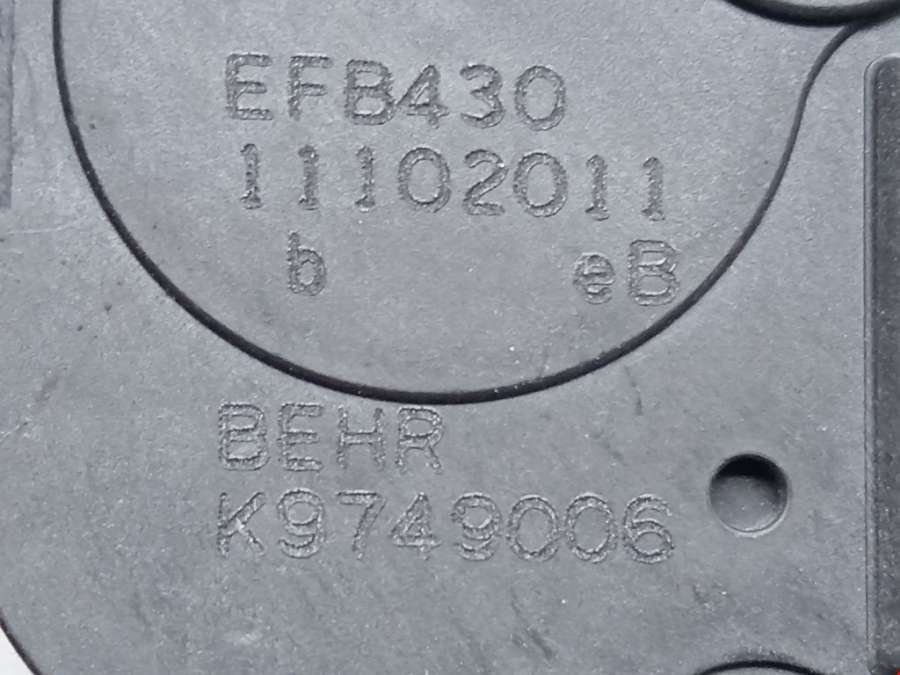 EFB430
11102011
b eB
BEHR
K9749006